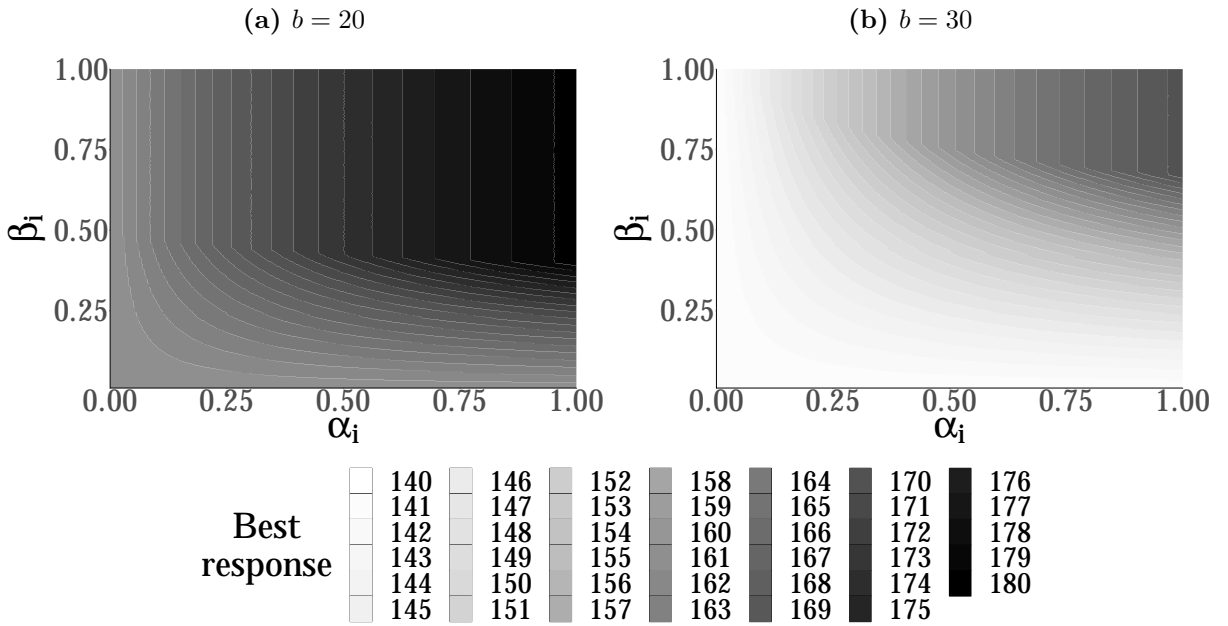 (a) b = 20
(b) b = 30
1.00
0.75
0.50
0.25
βi
0.00 0.25 0.50 0.75 1.00
αi
1.00
0.75
0.50
0.25
βi
0.00 0.25 0.50 0.75 1.00
αi
Best
response
140 146 152 158 164 170 176
141 147 153 159 165 171 177
142 148 154 160 166 172 178
143 149 155 161 167 173 179
144 150 156 162 168 174 180
145 151 157 163 169 175